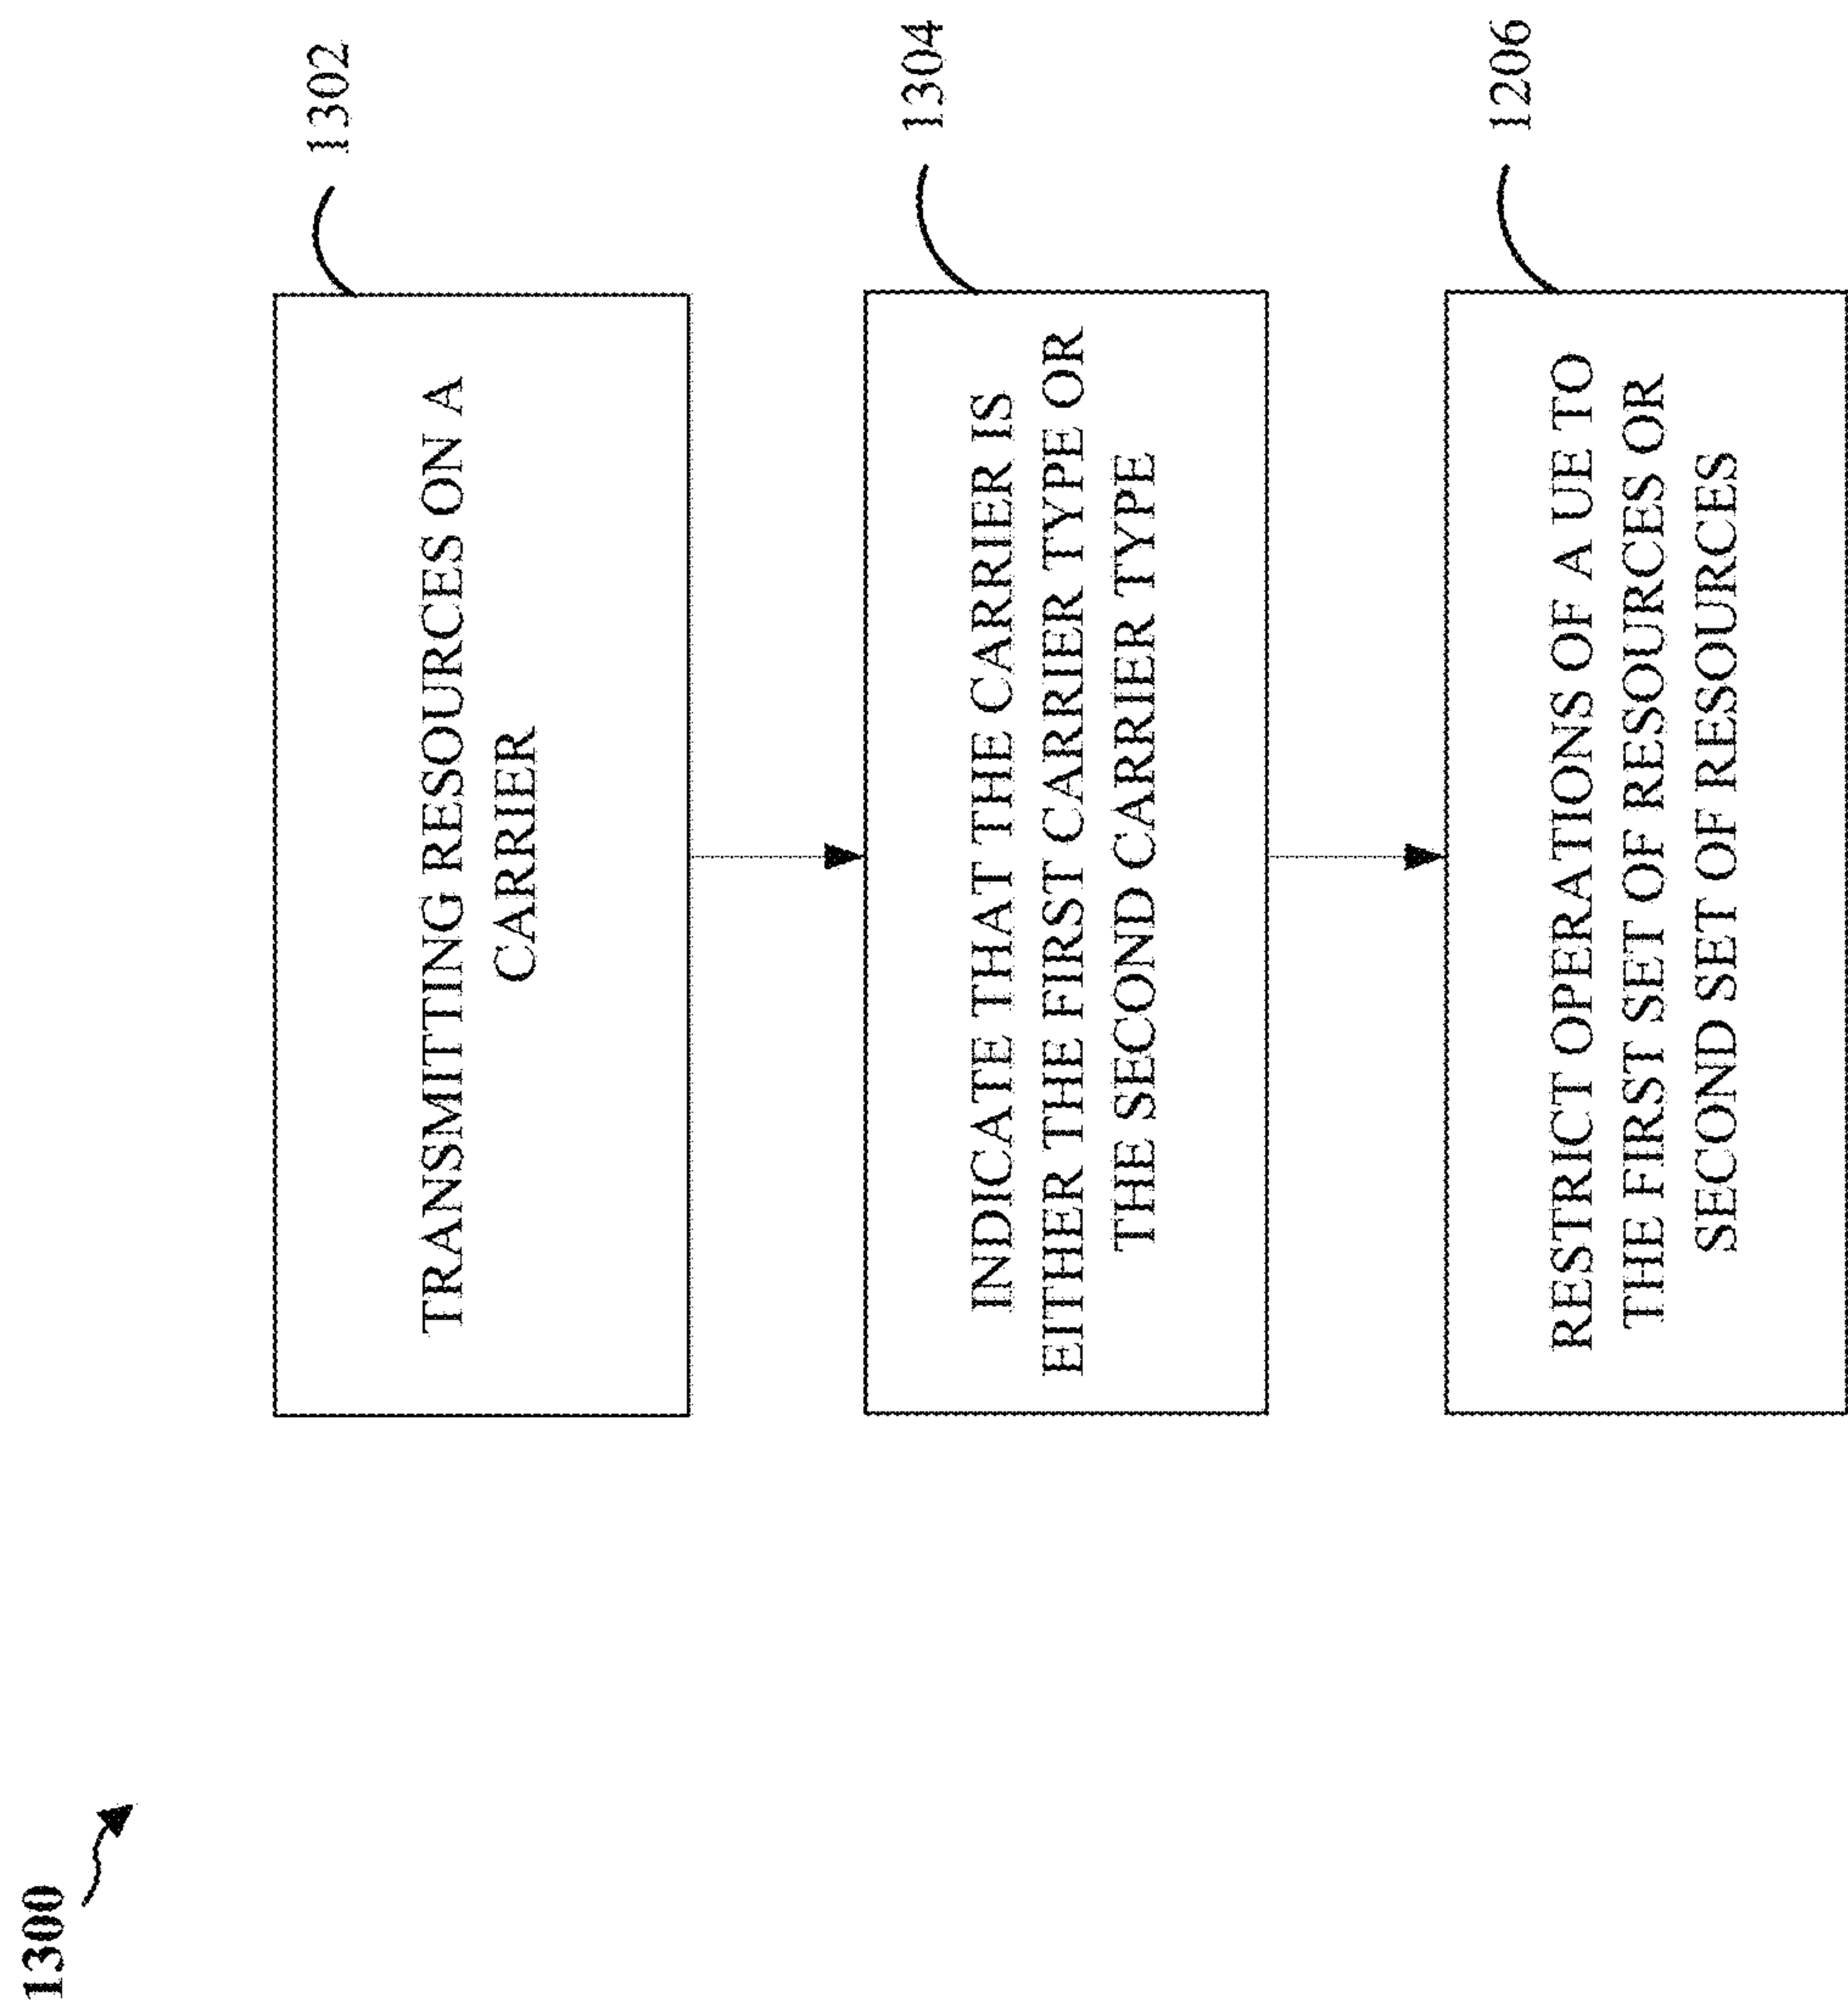 1300
TRANSMITTING RESOURCES ON A
CARRIER
1302
INDICATE THAT THE CARRIER IS
EITHER THE FIRST CARRIER TYPE OR
THE SECOND CARRIER TYPE
1304
RESTRICT OPERATIONS OF A UE TO
THE FIRST SET OF RESOURCES OR
SECOND SET OF RESOURCES
1206